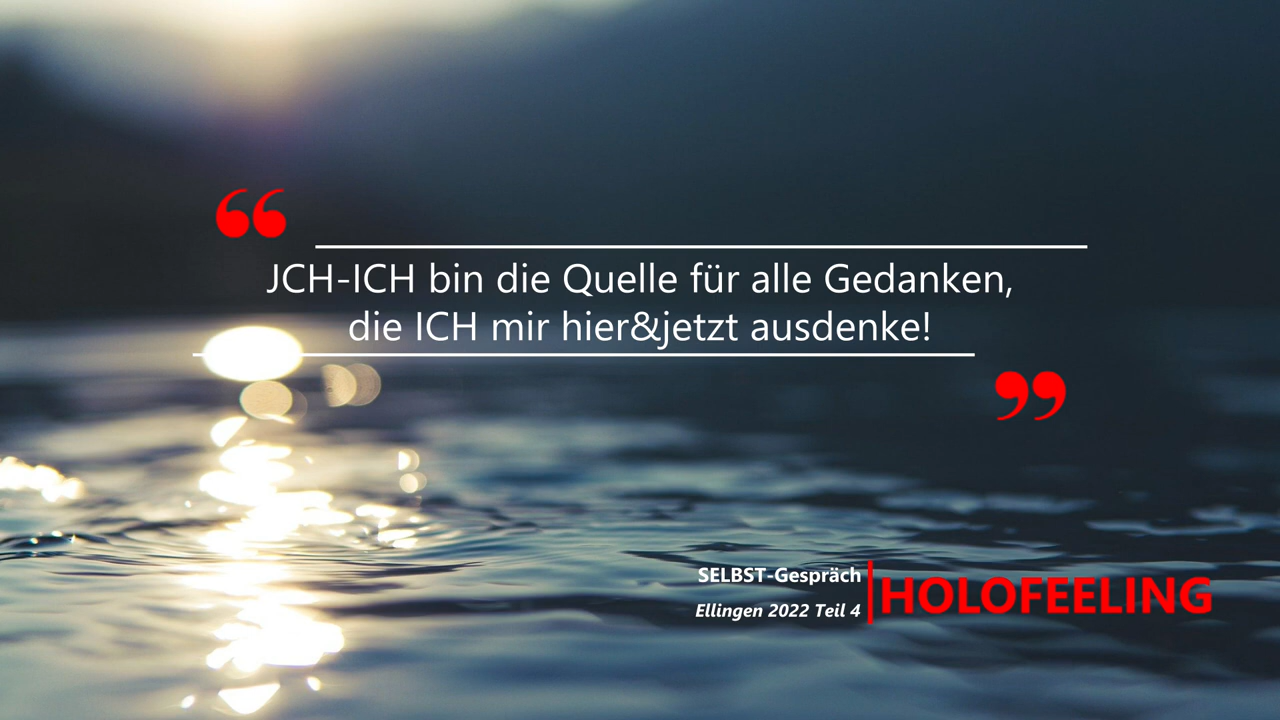 “
JCH-ICH bin die Quelle für alle Gedanken,
die ICH mir hier&jetzt ausdenke!
”
SELBST-Gespräch
Ellingen 2022 Teil 4
HOLOFEELING